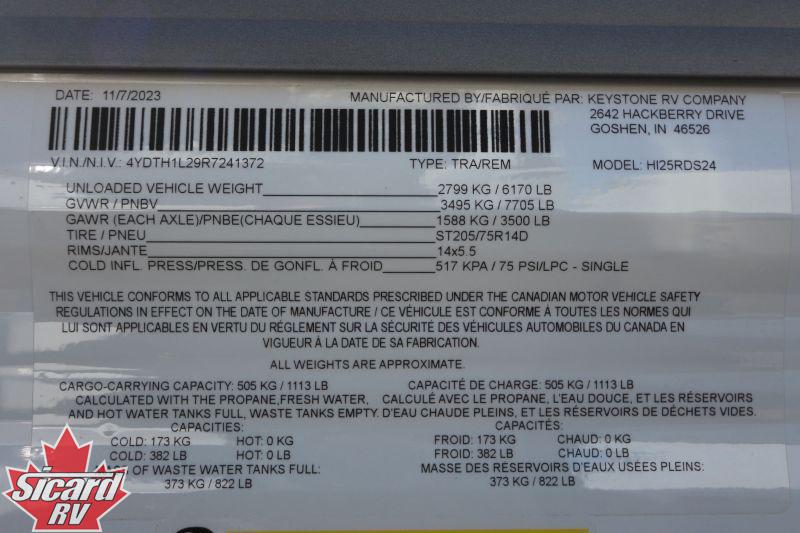 DATE: 11/7/2023
MANUFACTURED BY/FABRIQUÉ PAR: KEYSTONE RV COMPANY
2642 HACKBERRY DRIVE
GOSHEN, IN 46526
V.I.N./N.I.V.: 4YDTH1L29R7241372 TYPE: TRA/REM MODEL: HI25RDS24
UNLOADED VEHICLE WEIGHT 2799 KG / 6170 LB
GVWR / PNBV 3495 KG / 7705 LB
GAWR (EACH AXLE)/PNBE(CHAQUE ESSIEU) 1588 KG / 3500 LB
TIRE / PNEU ST205/75R14D
RIMS/JANTE 14x5.5
COLD INFL. PRESS/PRESS. DE GONFL. À FROID 517 KPA / 75 PSI/LPC - SINGLE
THIS VEHICLE CONFORMS TO ALL APPLICABLE STANDARDS PRESCRIBED UNDER THE CANADIAN MOTOR VEHICLE SAFETY
REGULATIONS IN EFFECT ON THE DATE OF MANUFACTURE / CE VÉHICULE EST CONFORME À TOUTES LES NORMES QUI
LUI SONT APPLICABLES EN VERTU DU RÉGLEMENT SUR LA SÉCURITÉ DES VÉHICULES AUTOMOBILES DU CANADA EN
VIGUEUR À LA DATE DE SA FABRICATION.
ALL WEIGHTS ARE APPROXIMATE.
CARGO-CARRYING CAPACITY: 505 KG / 1113 LB
CALCULATED WITH THE PROPANE,FRESH WATER,
AND HOT WATER TANKS FULL, WASTE TANKS EMPTY.
CAPACITIES:
COLD: 173 KG HOT: 0 KG
COLD: 382 LB HOT: 0 LB
OF WASTE WATER TANKS FULL:
373 KG / 822 LB
CAPACITÉ DE CHARGE: 505 KG / 1113 LB
CALCULÉ AVEC LE PROPANE, L'EAU DOUCE, ET LES RÉSERVOIRS
D'EAU CHAUDE PLEINS, ET LES RÉSERVOIRS DE DÉCHETS VIDES.
CAPACITÉS:
FROID: 173 KG CHAUD: 0 KG
FROID: 382 LB CHAUD: 0 LB
MASSE DES RÉSERVOIRS D'EAUX USÉES PLEINS:
373 KG / 822 LB
Sicard
RV